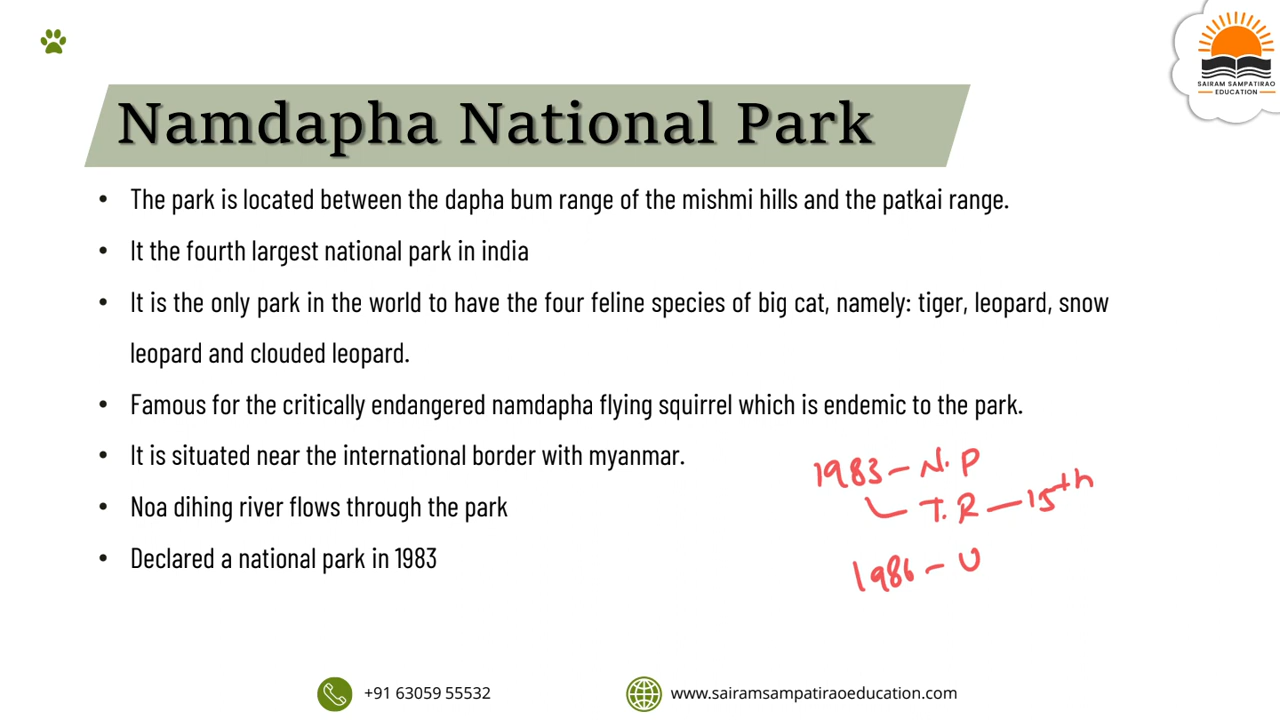 SAIRAM SAMPATIRAO
EDUCATION
Namdapha National Park
• The park is located between the dapha bum range of the mishmi hills and the patkai range.
• It the fourth largest national park in india
• It is the only park in the world to have the four feline species of big cat, namely: tiger, leopard, snow
leopard and clouded leopard.
• Famous for the critically endangered namdapha flying squirrel which is endemic to the park.
• It is situated near the international border with myanmar.
• Noa dihing river flows through the park
• Declared a national park in 1983
1983 – N.P
T.R – 15th
1986 – U
+91 63059 55532
www.sairamsampatiraoeducation.com